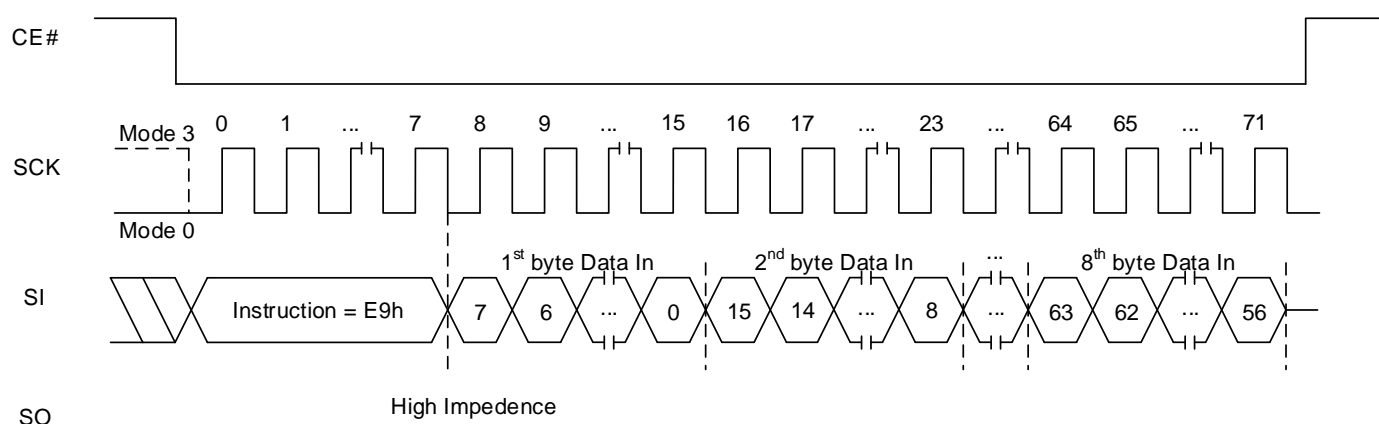 CE#
Mode 3
0 1 ... 7 8 9 ... 15 16 17 ... 23 ... 64 65 ... 71
SCK
Mode 0
1st byte Data In 2nd byte Data In ... 8th byte Data In
SI
Instruction = E9h 7 6 ... 0 15 14 ... 8 ... 63 62 ... 56
High Impedence
SO